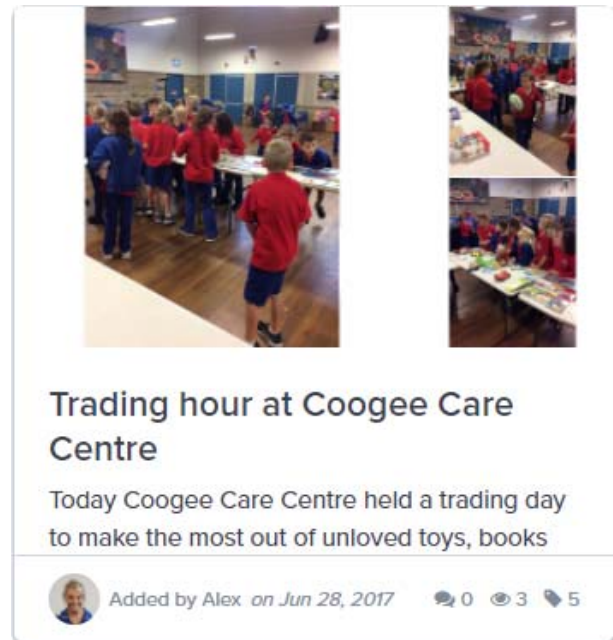 Trading hour at Coogee Care
Centre
Today Coogee Care Centre held a trading day
to make the most out of unloved toys, books
Added by Alex on Jun 28, 2017 0 3 5